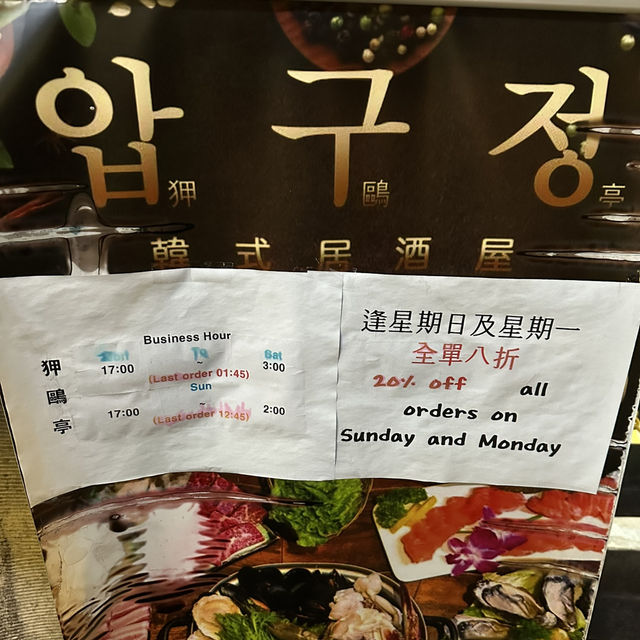 압구정
狎鷗亭
韓式居酒屋
狎鷗亭
Business Hour
Mon To Sat
17:00 ~ 3:00
(Last order 01:45)
Sun
17:00 ~ 2:00
(Last order 12:45)
逢星期日及星期一
全單八折
20% off all
orders on
Sunday and Monday